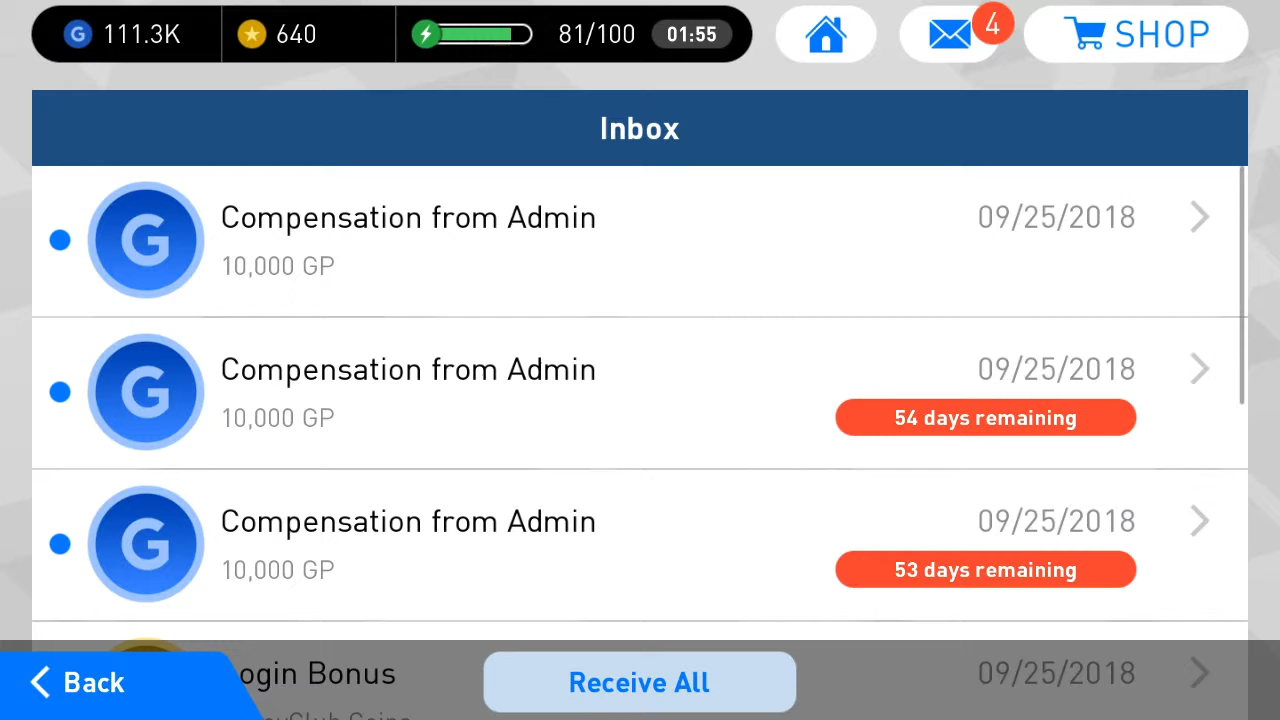 G 111.3K 640 81/100 01:55 4 SHOP
Inbox
G Compensation from Admin 09/25/2018
10,000 GP
G Compensation from Admin 09/25/2018
10,000 GP 54 days remaining
G Compensation from Admin 09/25/2018
10,000 GP 53 days remaining
ogin Bonus 09/25/2018
Coins
Back Receive All